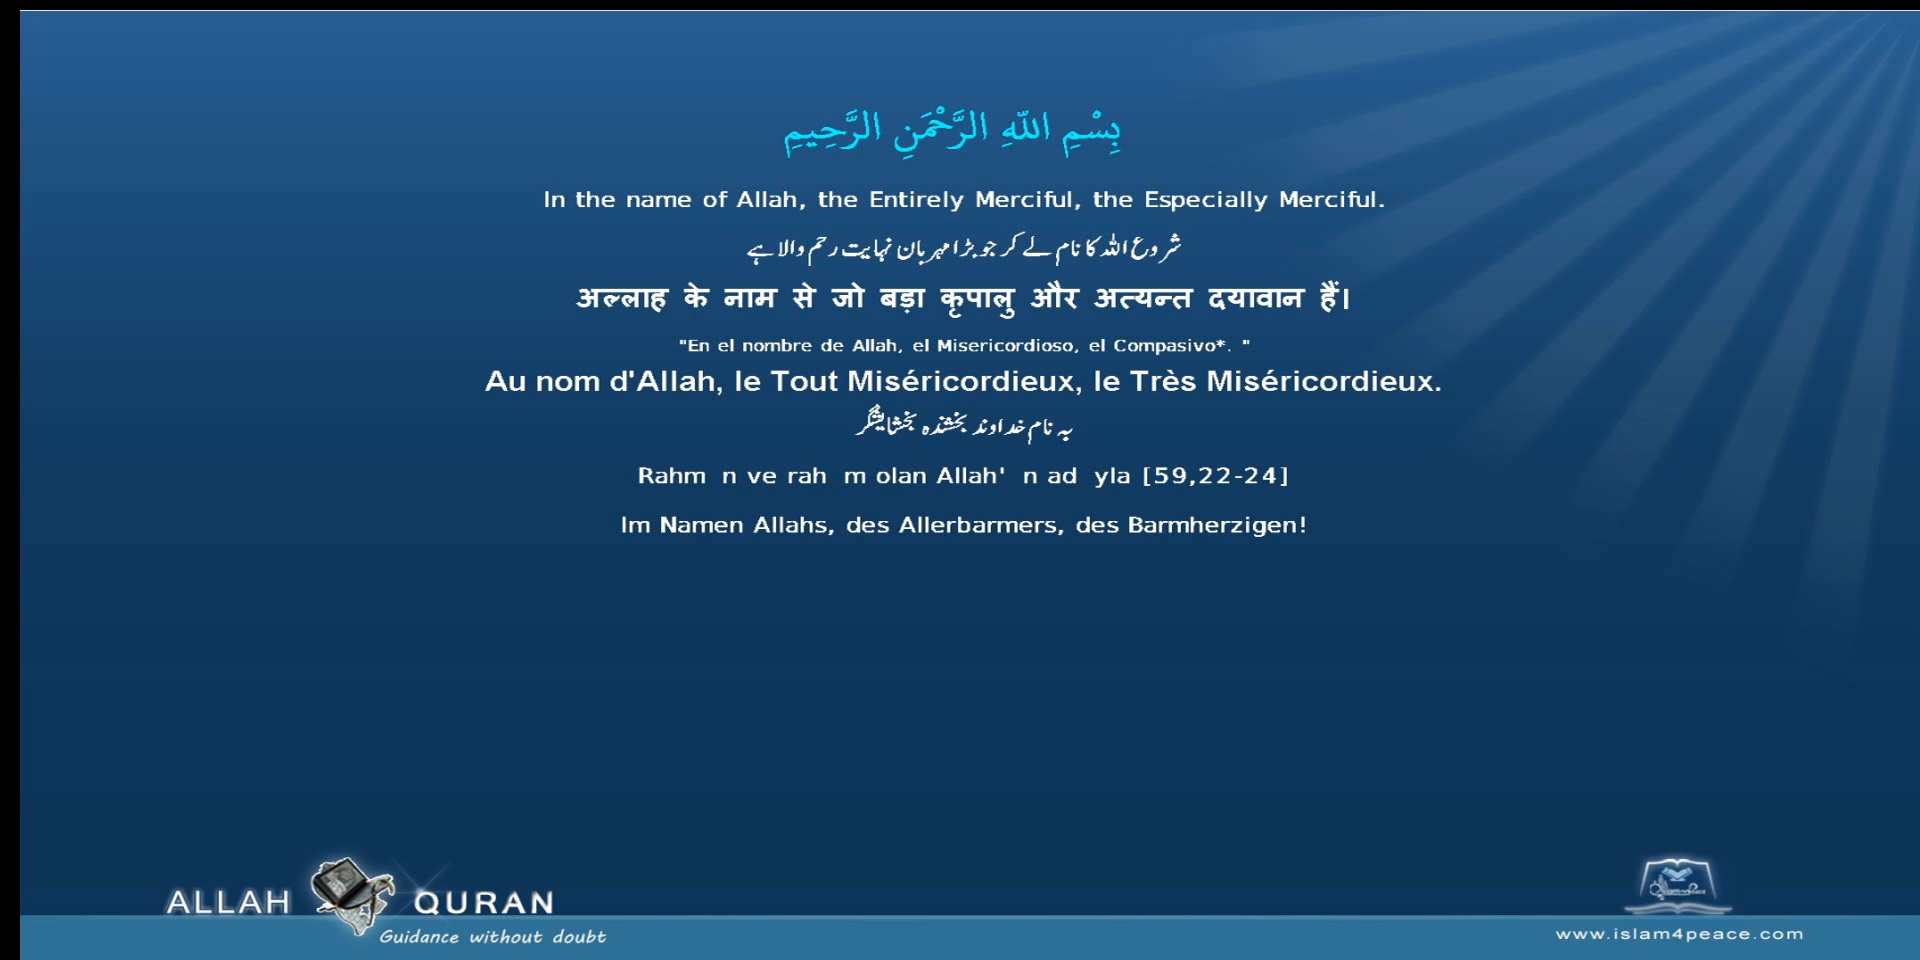 بِسْمِ اللّٰهِ الرَّحْمَنِ الرَّحِيمِ
In the name of Allah, the Entirely Merciful, the Especially Merciful.
شروع الله کا نام لے کر جو بڑا مہربان نہایت رحم والا ہے
अल्लाह के नाम से जो बड़ा कृपालु और अत्यन्त दयावान हैं।
"En el nombre de Allah, el Misericordioso, el Compasivo*. "
Au nom d'Allah, le Tout Miséricordieux, le Très Miséricordieux.
به نام خداوند بخشنده بخشایشگر
Rahm n ve rah m olan Allah' n ad yla [59,22-24]
Im Namen Allahs, des Allerbarmers, des Barmherzigen!
ALLAH QURAN
Guidance without doubt
www.islam4peace.com